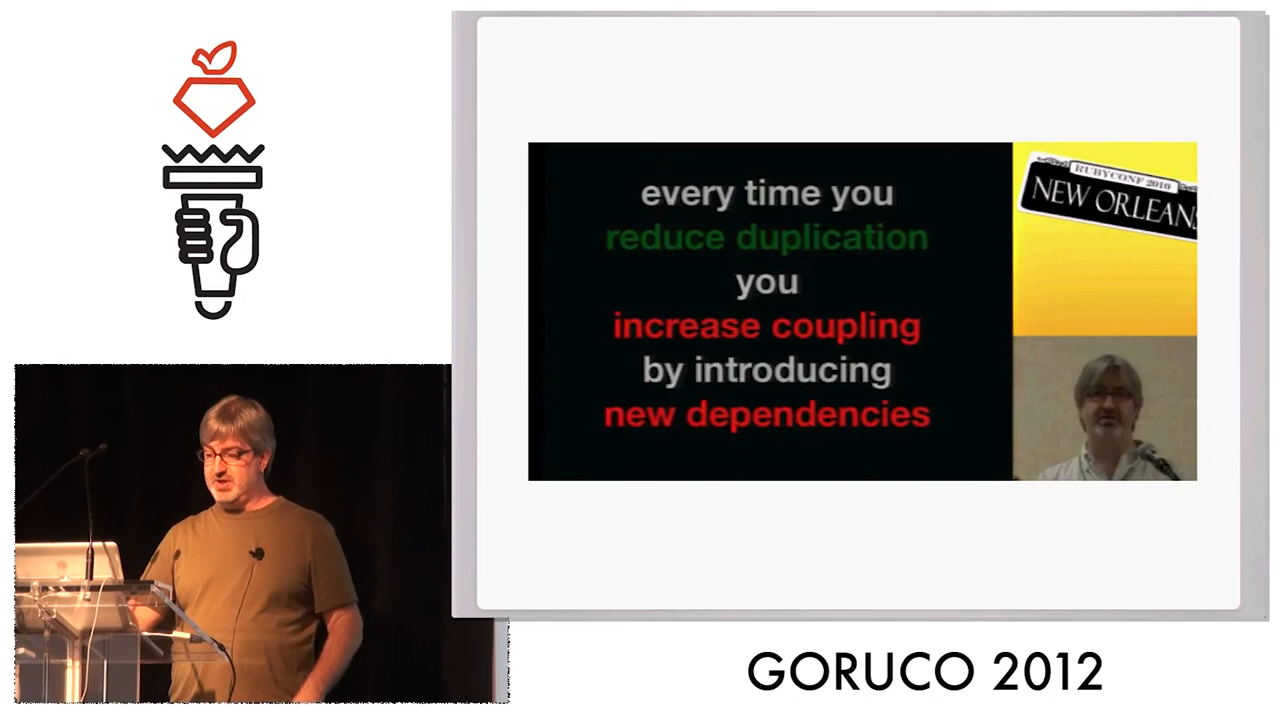 every time you
reduce duplication
you
increase coupling
by introducing
new dependencies
RUBYCONF 2010
NEW ORLEANS
GORUCO 2012